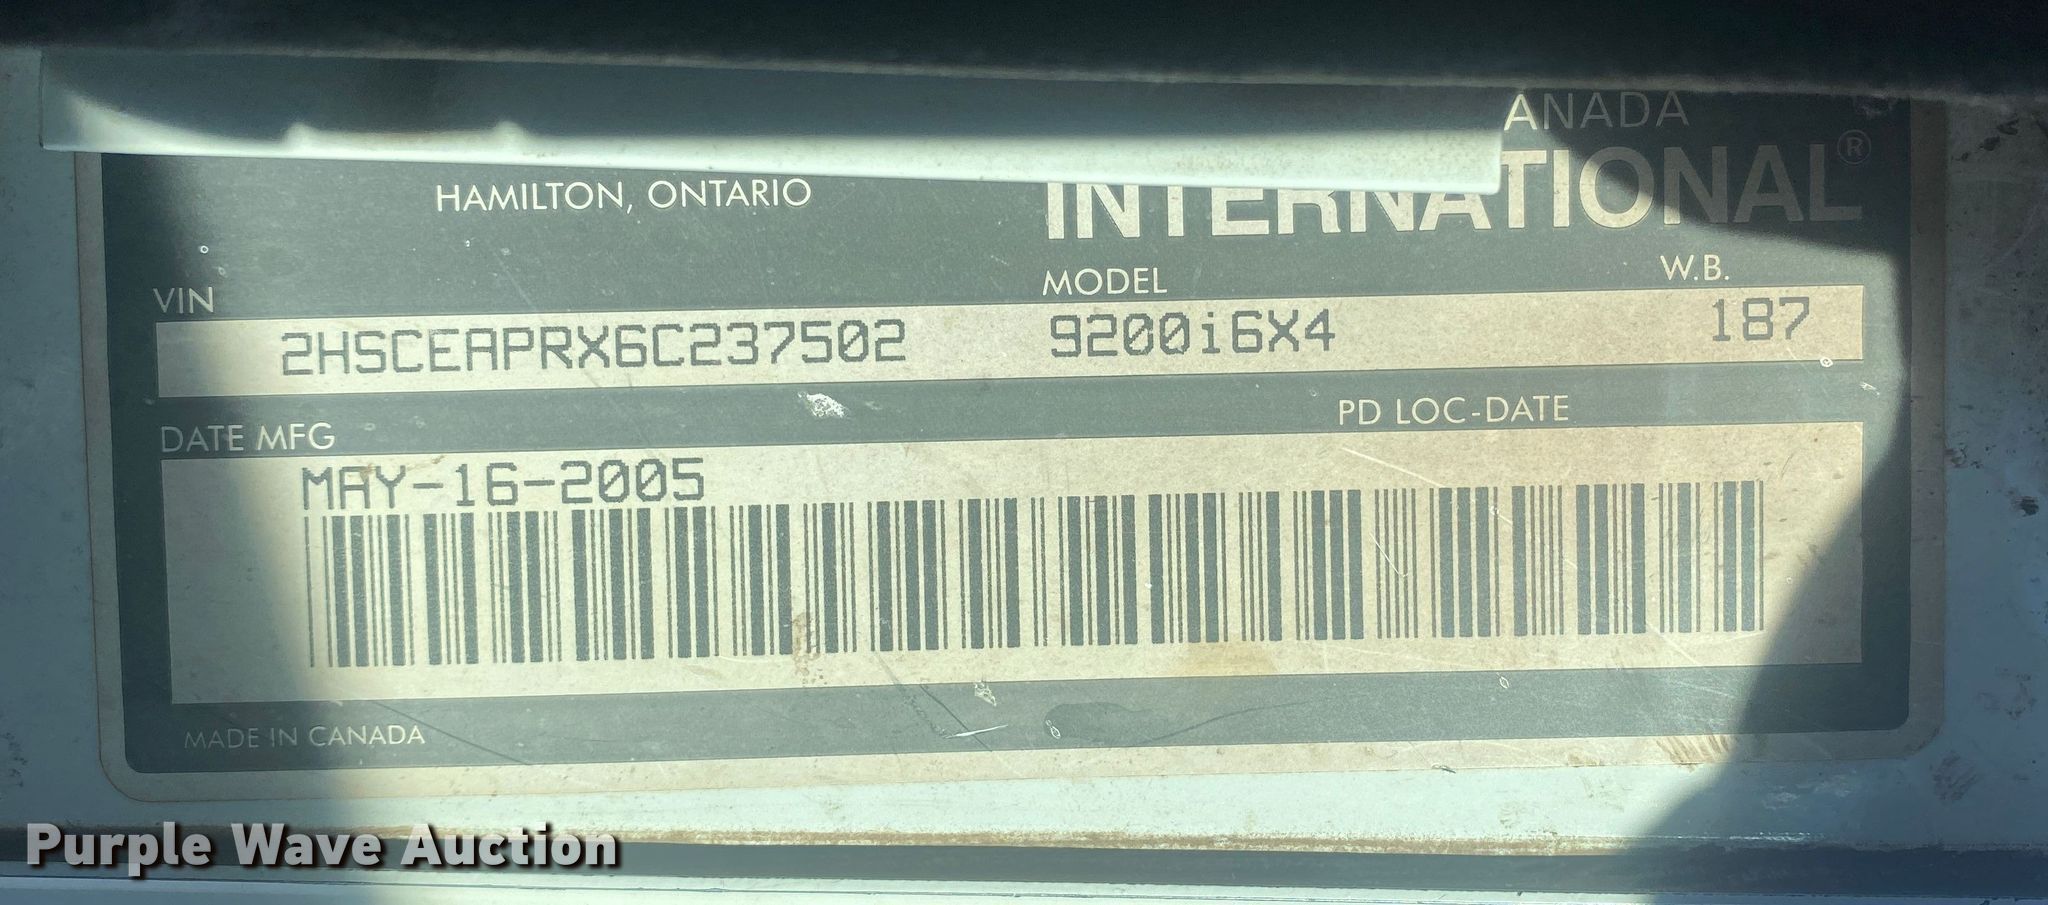 ANADA
HAMILTON, ONTARIO
INTERNATIONAL®
VIN
MODEL
W.B.
2HSCEAPRX6C237502
9200i6X4
187
DATE MFG
PD LOC-DATE
MAY-16-2005
MADE IN CANADA
Purple Wave Auction